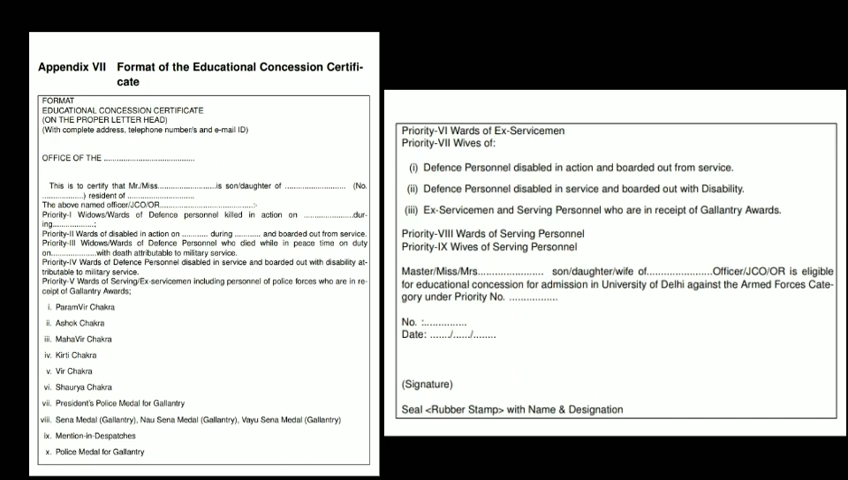 Appendix VII Format of the Educational Concession Certifi-
cate
FORMAT
EDUCATIONAL CONCESSION CERTIFICATE
(ON THE PROPER LETTER HEAD)
(With complete address, telephone number/s and e-mail ID)
OFFICE OF THE ......................................
This is to certify that Mr./Miss........................is son/daughter of ......................... (No.
.................) resident of ............................
The above named officer/JCO/OR........................................:-
Priority-I Widows/Wards of Defence personnel killed in action on .....................dur-
ing..................;
Priority-II Wards of disabled in action on ........... during ........... and boarded out from service.
Priority-III Widows/Wards of Defence Personnel who died while in peace time on duty
on...................with death attributable to military service.
Priority-IV Wards of Defence Personnel disabled in service and boarded out with disability at-
tributable to military service.
Priority-V Wards of Serving/Ex-servicemen including personnel of police forces who are in re-
ceipt of Gallantry Awards;
i. ParamVir Chakra
ii. Ashok Chakra
iii. MahaVir Chakra
iv. Kirti Chakra
v. Vir Chakra
vi. Shaurya Chakra
vii. President's Police Medal for Gallantry
viii. Sena Medal (Gallantry), Nau Sena Medal (Gallantry), Vayu Sena Medal (Gallantry)
ix. Mention-in-Despatches
x. Police Medal for Gallantry
Priority-VI Wards of Ex-Servicemen
Priority-VII Wives of:
(i) Defence Personnel disabled in action and boarded out from service.
(ii) Defence Personnel disabled in service and boarded out with Disability.
(iii) Ex-Servicemen and Serving Personnel who are in receipt of Gallantry Awards.
Priority-VIII Wards of Serving Personnel
Priority-IX Wives of Serving Personnel
Master/Miss/Mrs...................... son/daughter/wife of......................Officer/JCO/OR is eligible
for educational concession for admission in University of Delhi against the Armed Forces Cate-
gory under Priority No. ................
No. :..............
Date: ......./....../........
(Signature)
Seal <Rubber Stamp> with Name & Designation